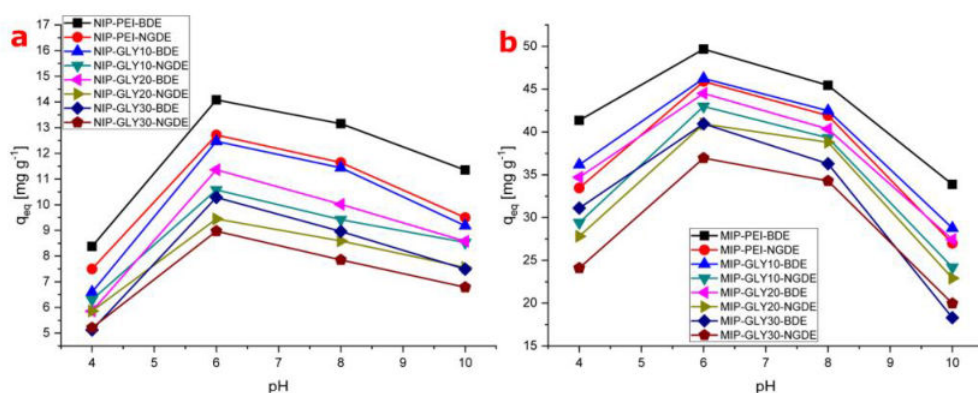 a
17
16
15
14
13
12
11
10
9
8
7
6
5
q_eq [mg g⁻¹]
NIP-PEI-BDE
NIP-PEI-NGDE
NIP-GLY10-BDE
NIP-GLY10-NGDE
NIP-GLY20-BDE
NIP-GLY20-NGDE
NIP-GLY30-BDE
NIP-GLY30-NGDE
4 5 6 7 8 9 10
pH
b
50
45
40
35
30
25
20
15
q_eq [mg g⁻¹]
MIP-PEI-BDE
MIP-PEI-NGDE
MIP-GLY10-BDE
MIP-GLY10-NGDE
MIP-GLY20-BDE
MIP-GLY20-NGDE
MIP-GLY30-BDE
MIP-GLY30-NGDE
4 5 6 7 8 9 10
pH